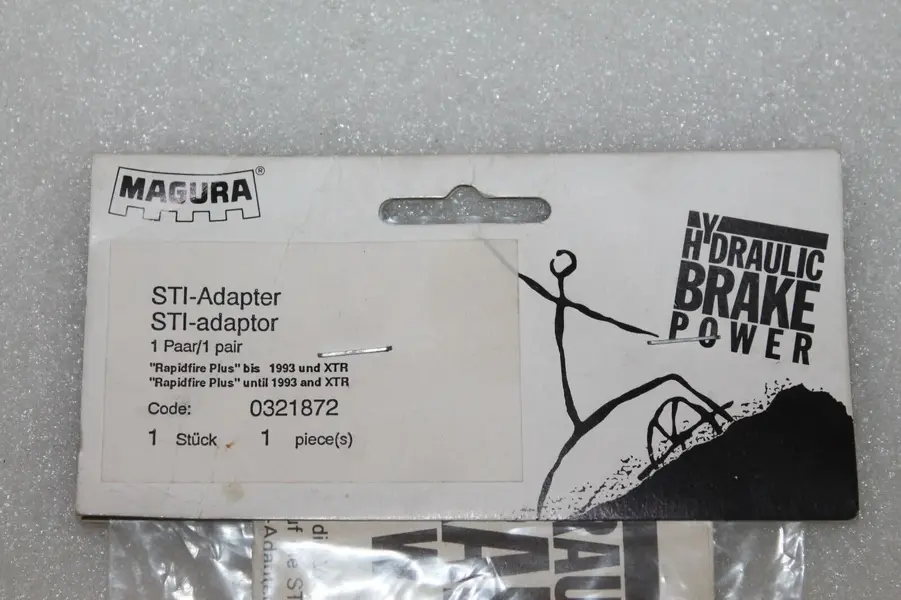 MAGURA®
STI-Adapter
STI-adaptor
1 Paar/1 pair
"Rapidfire Plus" bis 1993 und XTR
"Rapidfire Plus" until 1993 and XTR
Code: 0321872
1 Stück 1 piece(s)
HYDRAULIC
BRAKE
POWER